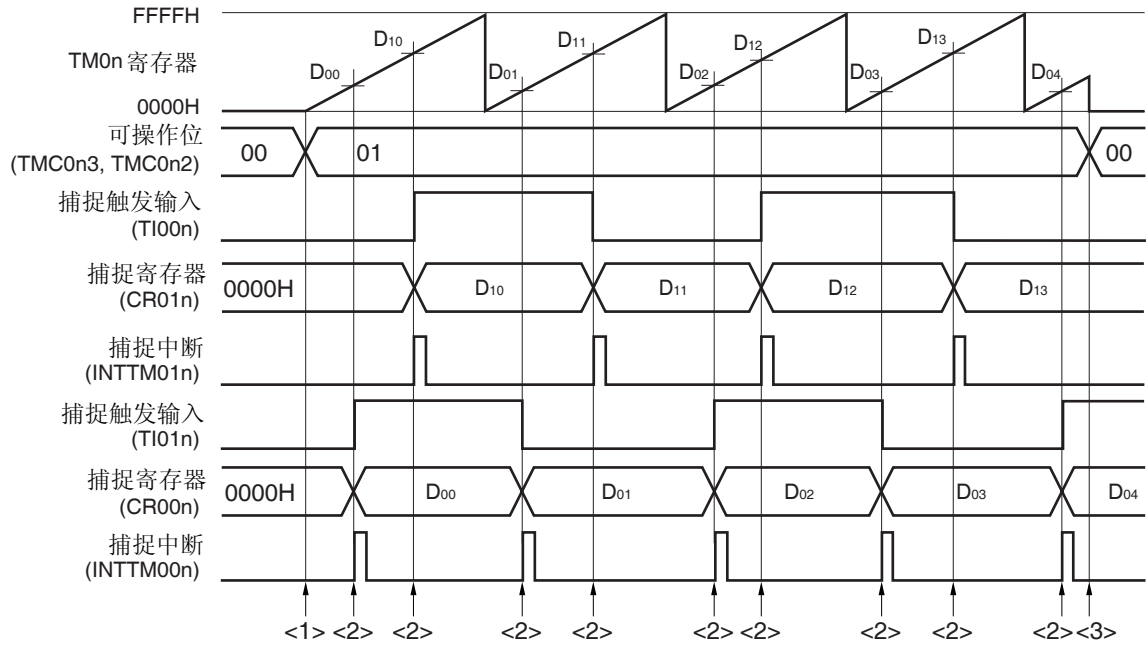 FFFFH
D10 D11 D12 D13
TM0n 寄存器
D00 D01 D02 D03 D04
0000H
可操作位
(TMC0n3, TMC0n2)
00 01 00
捕捉触发输入
(TI00n)
捕捉寄存器
(CR01n)
0000H D10 D11 D12 D13
捕捉中断
(INTTM01n)
捕捉触发输入
(TI01n)
捕捉寄存器
(CR00n)
0000H D00 D01 D02 D03 D04
捕捉中断
(INTTM00n)
<1> <2> <2> <2> <2> <2> <2> <2> <2> <2> <3>